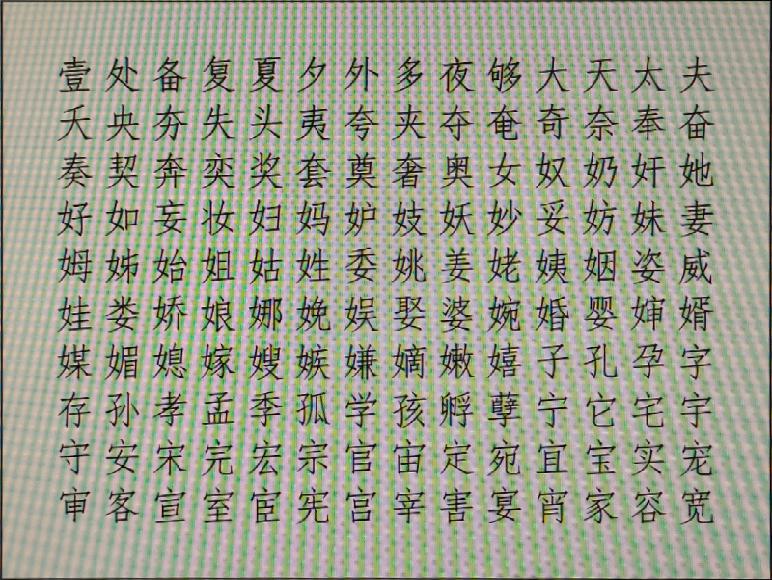 壹处备复夏夕外多夜够大天太夫
夭央夯失头夷夸夹夺奄奇奈奉奋
奏契奔奕奖套奠奢奥女奴奶奸她
好如妄妆妇妈妒妓妖妙妥妨妹妻
姆姊始姐姑姓委姚姜姥姨姻姿威
娃娄娇娘娜娩娱娶婆婉婚婴婶婿
媒媚媳嫁嫂嫉嫌嫡嫩嬉子孔孕字
存孙孝孟季孤学孩孵孽宁它宅宇
守安宋完宏宗官宙定宛宜宝实宠
审客宣室宦宪宫宰害宴宵家容宽